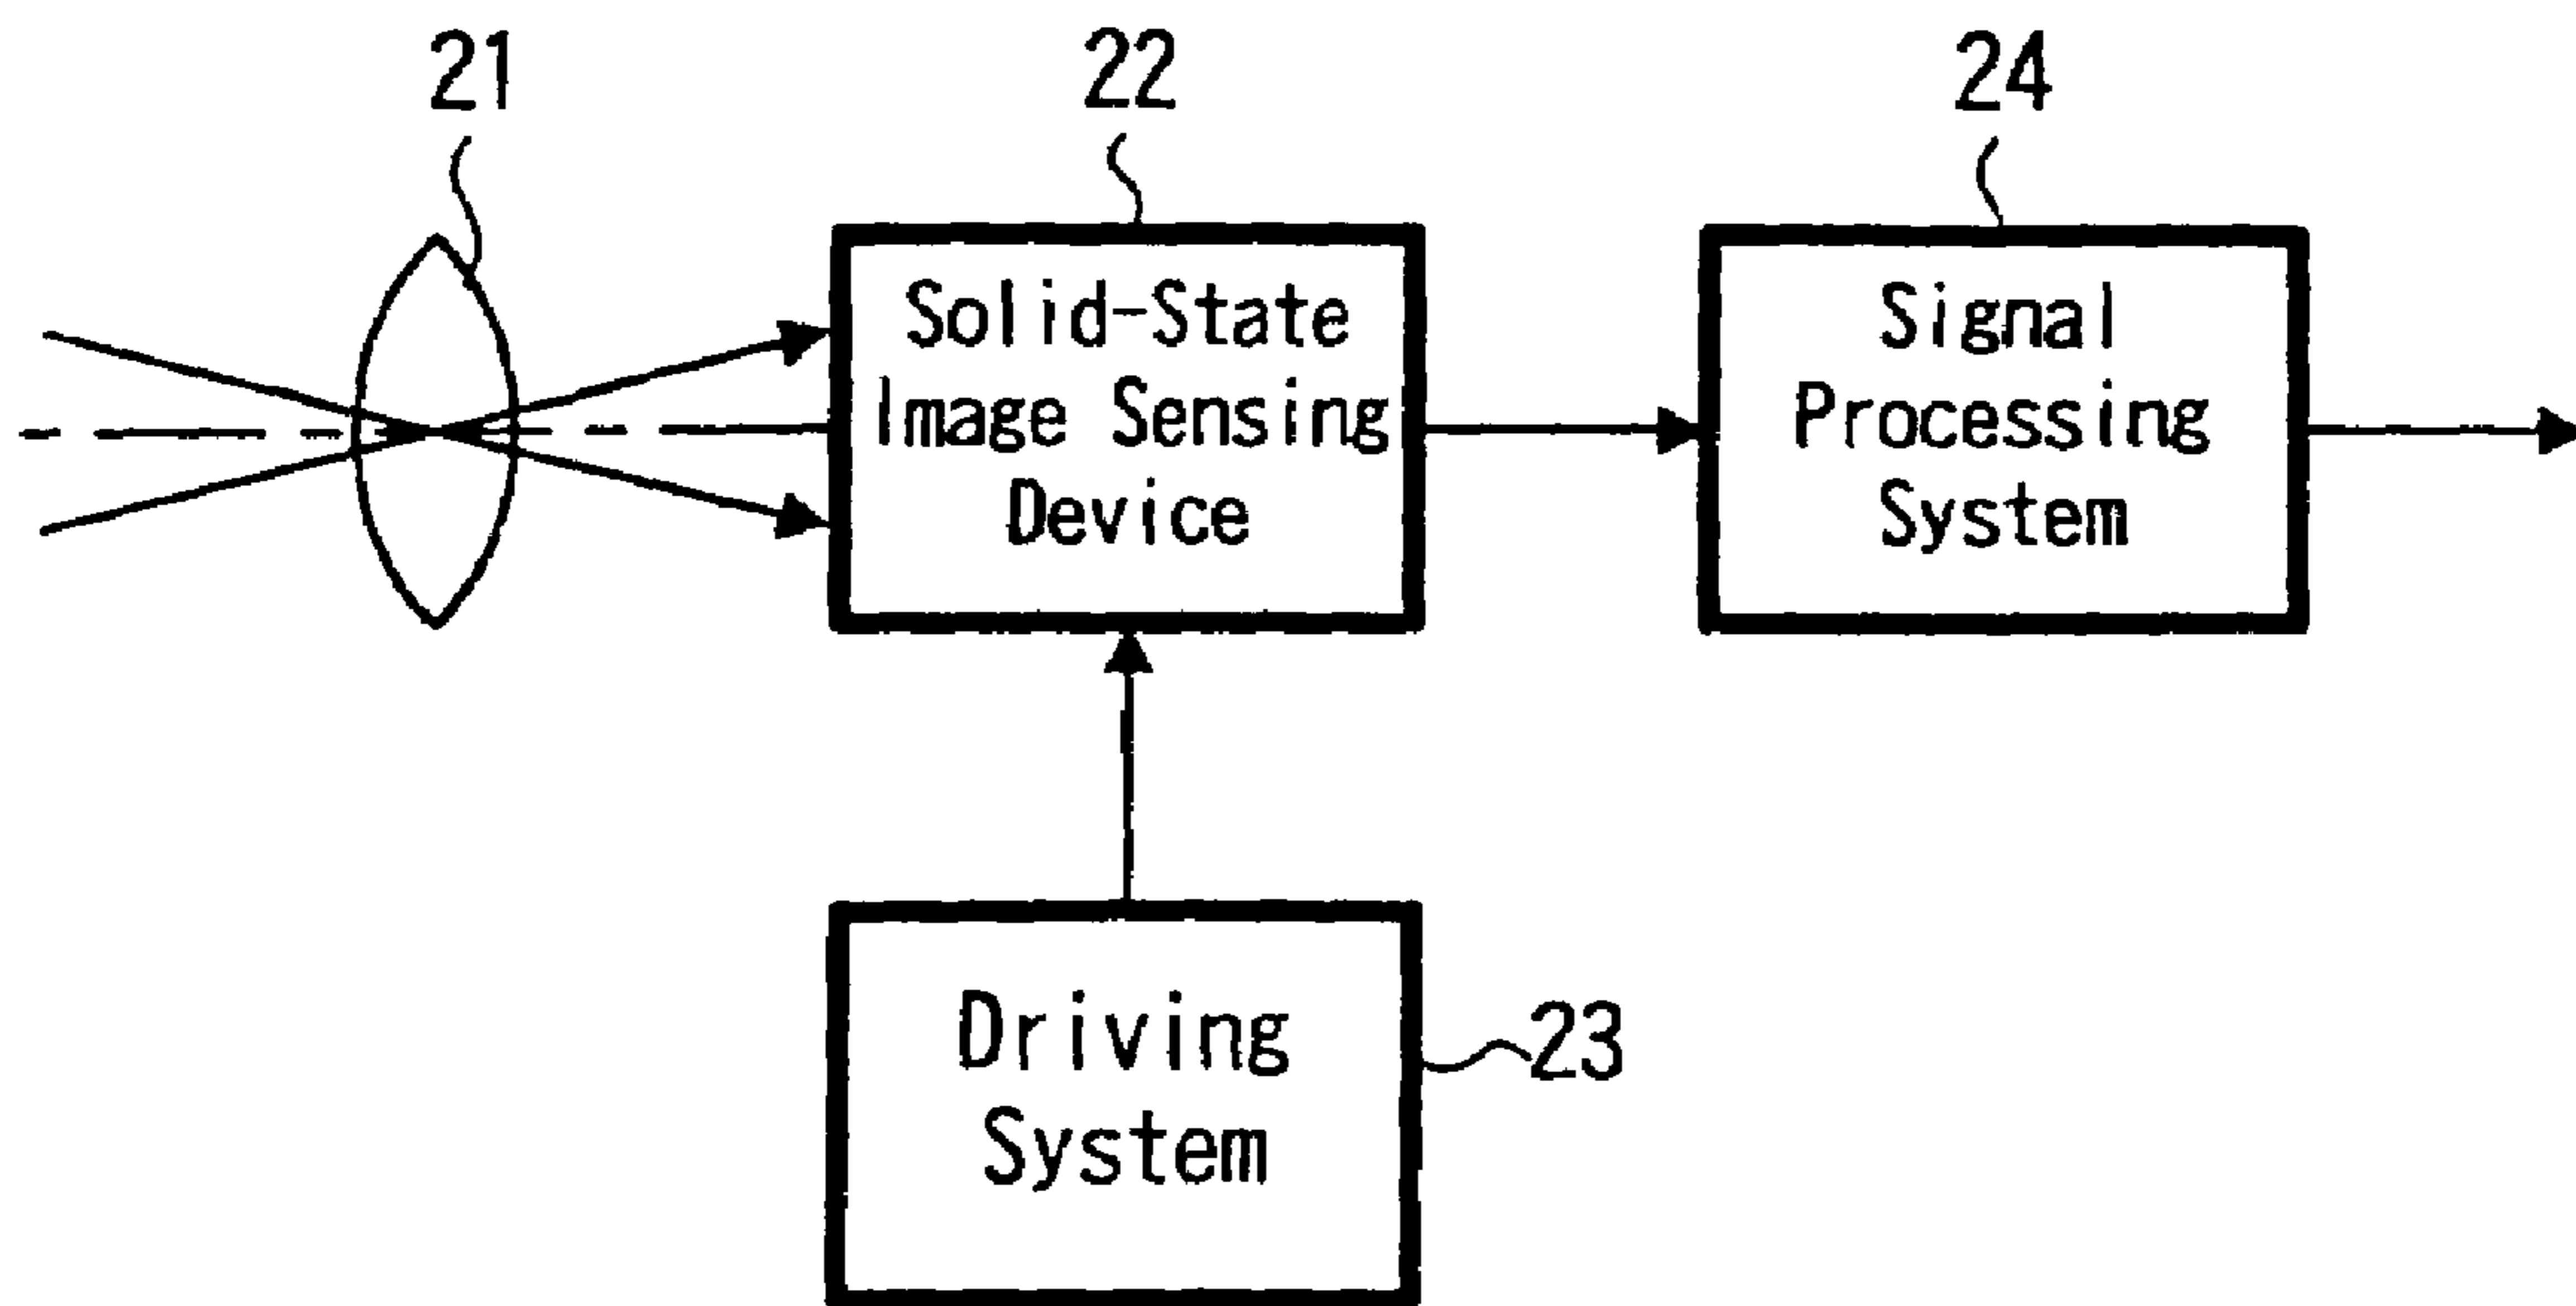 21
22
24
Solid-State
Image Sensing
Device
Signal
Processing
System
Driving
System
23